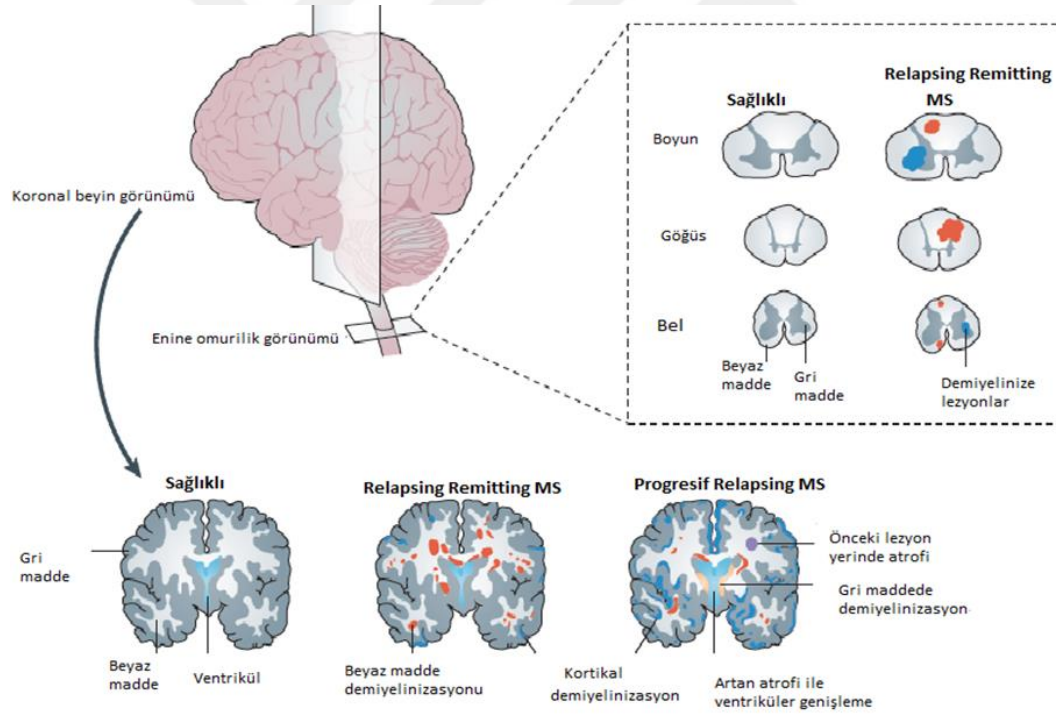 Koronal beyin görünümü
Enine omurilik görünümü
Sağlıklı
Relapsing Remitting
MS
Boyun
Göğüs
Bel
Beyaz
madde
Gri
madde
Demiyelinize
lezyonlar
Sağlıklı
Relapsing Remitting MS
Progresif Relapsing MS
Gri
madde
Beyaz
madde
Ventrikül
Beyaz madde
demiyelinizasyonu
Kortikal
demiyelinizasyon
Önceki lezyon
yerinde atrofi
Gri maddede
demiyelinizasyon
Artan atrofi ile
ventriküler genişleme